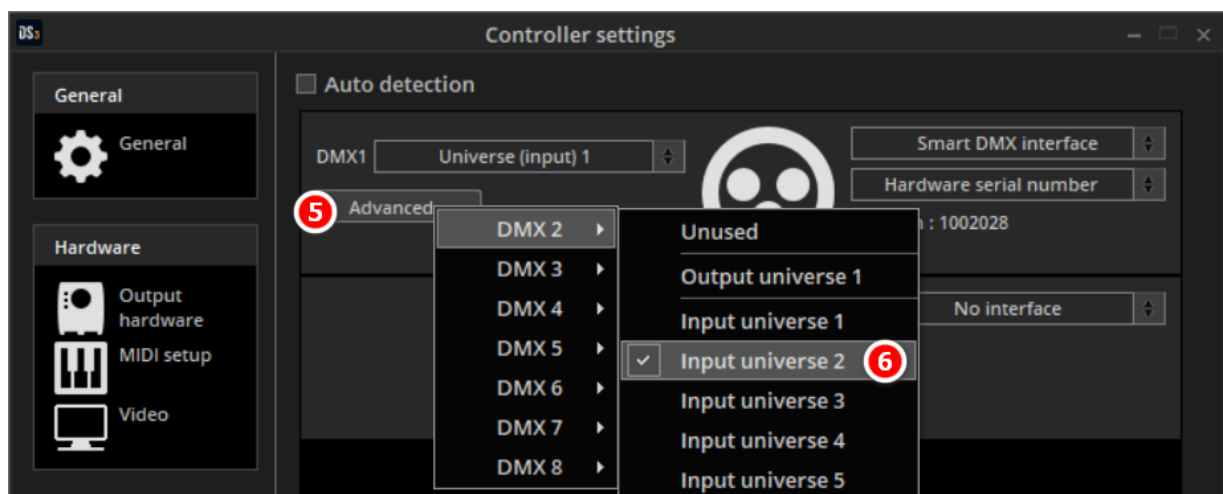 DS3
Controller settings
General
General
Hardware
Output
hardware
MIDI setup
Video
Auto detection
DMX1
Universe (input) 1
Smart DMX interface
Hardware serial number
: 1002028
5
Advanced
DMX 2
DMX 3
DMX 4
DMX 5
DMX 6
DMX 7
DMX 8
Unused
Output universe 1
Input universe 1
Input universe 2
6
Input universe 3
Input universe 4
Input universe 5
No interface